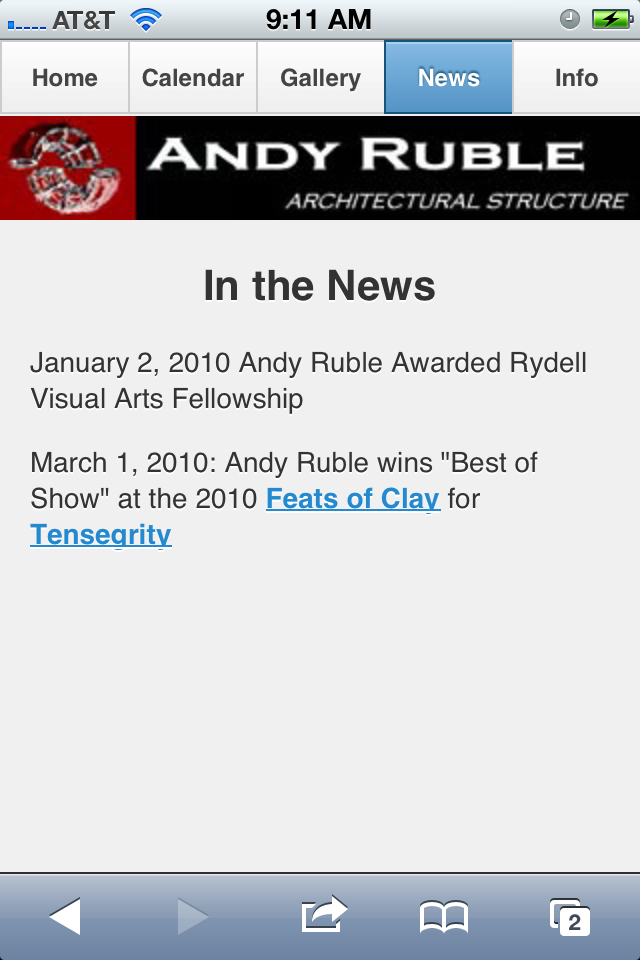 AT&T 9:11 AM
Home Calendar Gallery News Info
ANDY RUBLE
ARCHITECTURAL STRUCTURE
In the News
January 2, 2010 Andy Ruble Awarded Rydell
Visual Arts Fellowship
March 1, 2010: Andy Ruble wins "Best of
Show" at the 2010 Feats of Clay for
Tensegrity
2